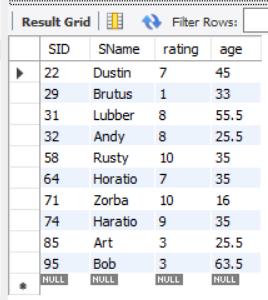 Result Grid Filter Rows:
SID SName rating age
22 Dustin 7 45
29 Brutus 1 33
31 Lubber 8 55.5
32 Andy 8 25.5
58 Rusty 10 35
64 Horatio 7 35
71 Zorba 10 16
74 Haratio 9 35
85 Art 3 25.5
95 Bob 3 63.5
NULL NULL NULL NULL